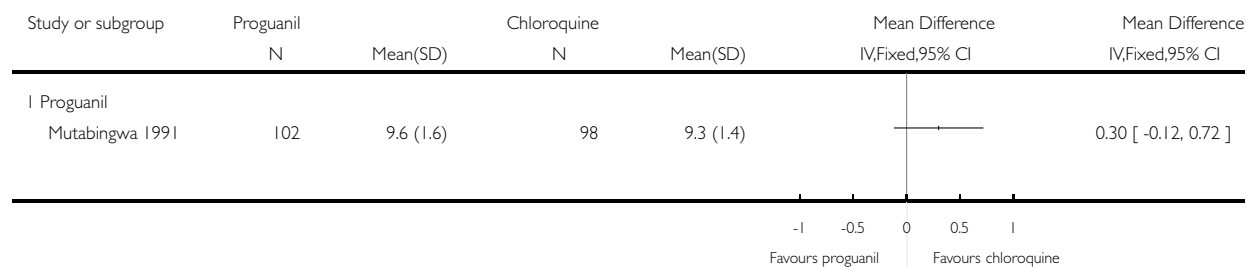 Study or subgroup Proguanil Chloroquine Mean Difference Mean Difference
N Mean(SD) N Mean(SD) IV,Fixed,95% CI IV,Fixed,95% CI
1 Proguanil
Mutabingwa 1991 102 9.6 (1.6) 98 9.3 (1.4) 0.30 [ -0.12, 0.72 ]
-1 -0.5 0 0.5 1
Favours proguanil Favours chloroquine